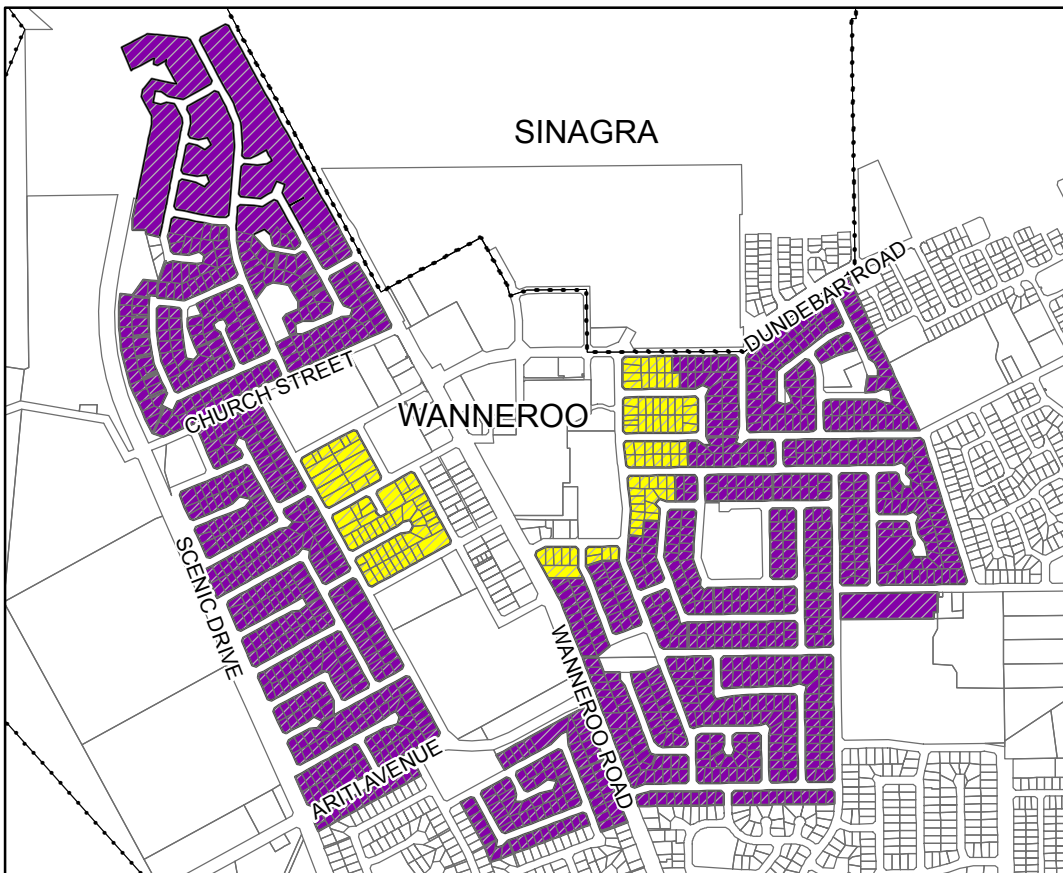 SINAGRA
DUNDEBAR ROAD
CHURCH STREET
WANNEROO
SCENIC DRIVE
WANNEROO ROAD
ARITI AVENUE